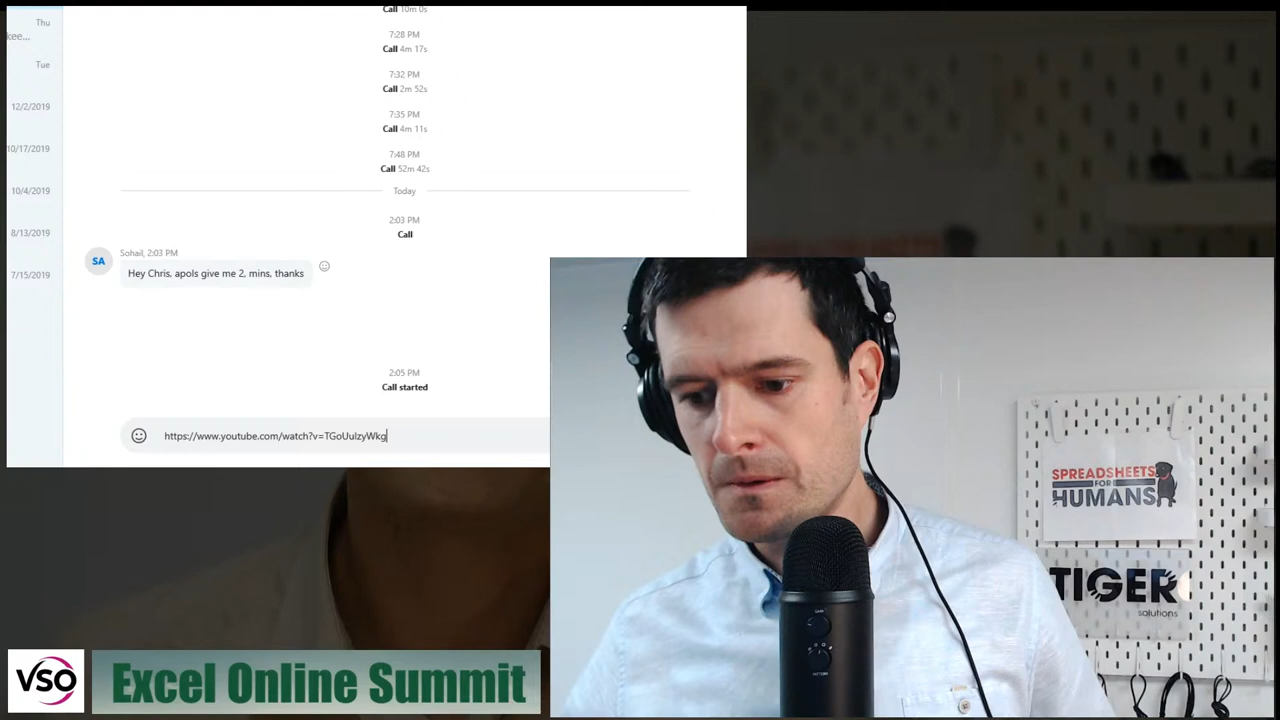 Thu
kee...
Tue
12/2/2019
10/17/2019
10/4/2019
8/13/2019
7/15/2019
Call 10m 0s
7:28 PM
Call 4m 17s
7:32 PM
Call 2m 52s
7:35 PM
Call 4m 11s
7:48 PM
Call 52m 42s
Today
2:03 PM
Call
Sohail, 2:03 PM
SA
Hey Chris, apols give me 2, mins, thanks
2:05 PM
Call started
https://www.youtube.com/watch?v=TGoUuIzyWkg
SPREADSHEETS
FOR
HUMANS
TIGER
solutions
VSO
Excel Online Summit